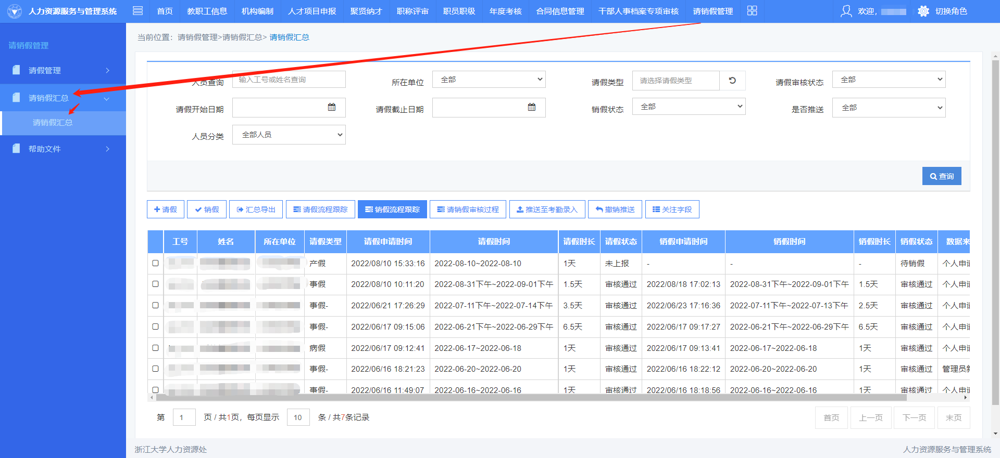 人力资源服务与管理系统 首页 教职工信息 机构编制 人才项目申报 聚贤纳才 职称评审 职员职级 年度考核 合同信息管理 干部人事档案专项审核 请销假管理 欢迎, 切换角色
当前位置：请销假管理>请销假汇总> 请销假汇总
请销假管理
请假管理
请销假汇总
请销假汇总
帮助文件
人员查询 输入工号或姓名查询 所在单位 全部 请假类型 请选择请假类型 请假审核状态 全部
请假开始日期 请假截止日期 销假状态 全部 是否推送 全部
人员分类 全部人员
查询
请假 销假 汇总导出 请假流程跟踪 销假流程跟踪 请销假审核过程 推送至考勤录入 撤销推送 关注字段
工号 姓名 所在单位 请假类型 请假申请时间 请假时间 请假时长 请假状态 销假申请时间 销假时间 销假时长 销假状态 数据来
产假 2022/08/10 15:33:16 2022-08-10~2022-08-10 1天 未上报 - - - 待销假 个人申请
事假 2022/08/10 10:11:20 2022-08-31下午~2022-09-01下午 1.5天 审核通过 2022/08/18 17:02:13 2022-08-31下午~2022-09-01下午 1.5天 审核通过 个人申请
事假- 2022/06/21 17:26:29 2022-07-11下午~2022-07-14下午 3.5天 审核通过 2022/06/23 17:16:36 2022-07-11下午~2022-07-13下午 2.5天 审核通过 个人申请
事假- 2022/06/17 09:15:06 2022-06-21下午~2022-06-29下午 6.5天 审核通过 2022/06/17 09:17:27 2022-06-21下午~2022-06-29下午 6.5天 审核通过 个人申请
病假 2022/06/17 09:12:41 2022-06-17~2022-06-18 1天 审核通过 2022/06/17 09:13:41 2022-06-17~2022-06-18 1天 审核通过 个人申请
事假- 2022/06/16 18:21:23 2022-06-20~2022-06-20 1天 审核通过 2022/06/16 18:22:12 2022-06-20~2022-06-20 1天 审核通过 管理员新
事假- 2022/06/16 11:49:07 2022-06-16~2022-06-16 1天 审核通过 2022/06/16 18:18:56 2022-06-16~2022-06-16 1天 审核通过 个人申请
第 1 页 / 共1页，每页显示 10 条 / 共7条记录 首页 上一页 下一页 末页
浙江大学人力资源处 人力资源服务与管理系统